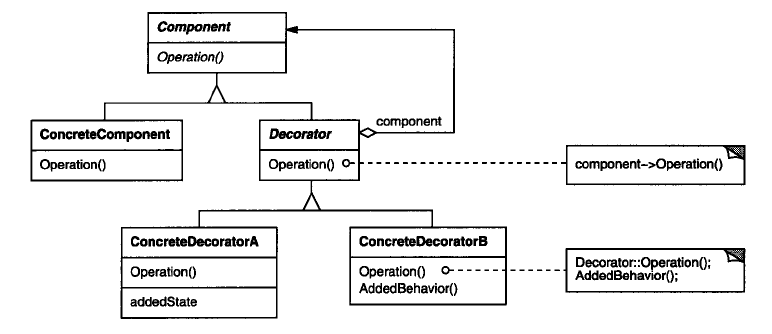 Component
Operation()
component
ConcreteComponent
Operation()
Decorator
Operation()
component->Operation()
ConcreteDecoratorA
Operation()
addedState
ConcreteDecoratorB
Operation()
AddedBehavior()
Decorator::Operation();
AddedBehavior();